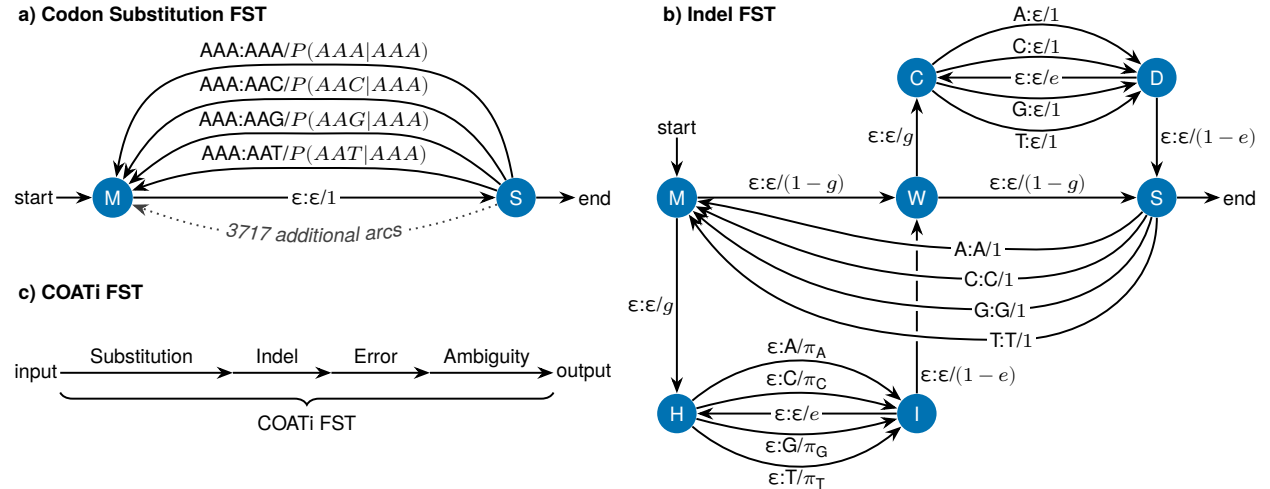 a) Codon Substitution FST
AAA:AAA/P(AAA|AAA)
AAA:AAC/P(AAC|AAA)
AAA:AAG/P(AAG|AAA)
AAA:AAT/P(AAT|AAA)
start
M
ε:ε/1
S
end
3717 additional arcs
c) COATi FST
input
Substitution
Indel
Error
Ambiguity
output
COATi FST
b) Indel FST
A:ε/1
C:ε/1
C
ε:ε/e
D
G:ε/1
T:ε/1
start
ε:ε/g
ε:ε/(1 − e)
M
ε:ε/(1−g)
W
ε:ε/(1−g)
S
end
A:A/1
C:C/1
G:G/1
T:T/1
ε:ε/g
ε:A/π_A
ε:C/π_C
ε:ε/(1 − e)
H
ε:ε/e
I
ε:G/π_G
ε:T/π_T